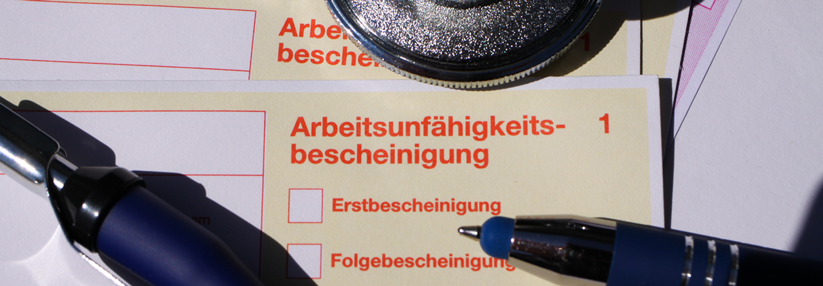 Arbeitsunfähigkeits- 1
bescheinigung
Erstbescheinigung
Folgebescheinigung